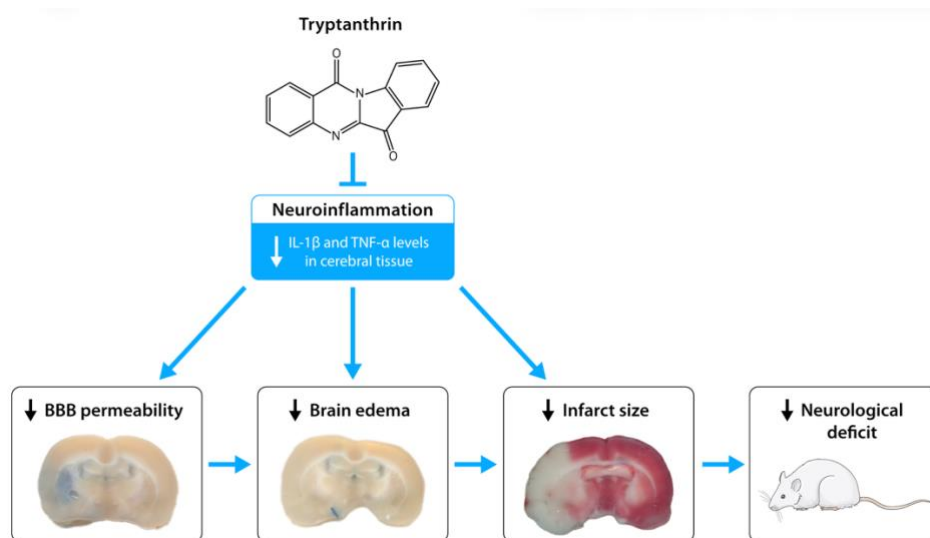 Tryptanthrin
O
N
N
O
Neuroinflammation
IL-1β and TNF-α levels
in cerebral tissue
BBB permeability
Brain edema
Infarct size
Neurological
deficit